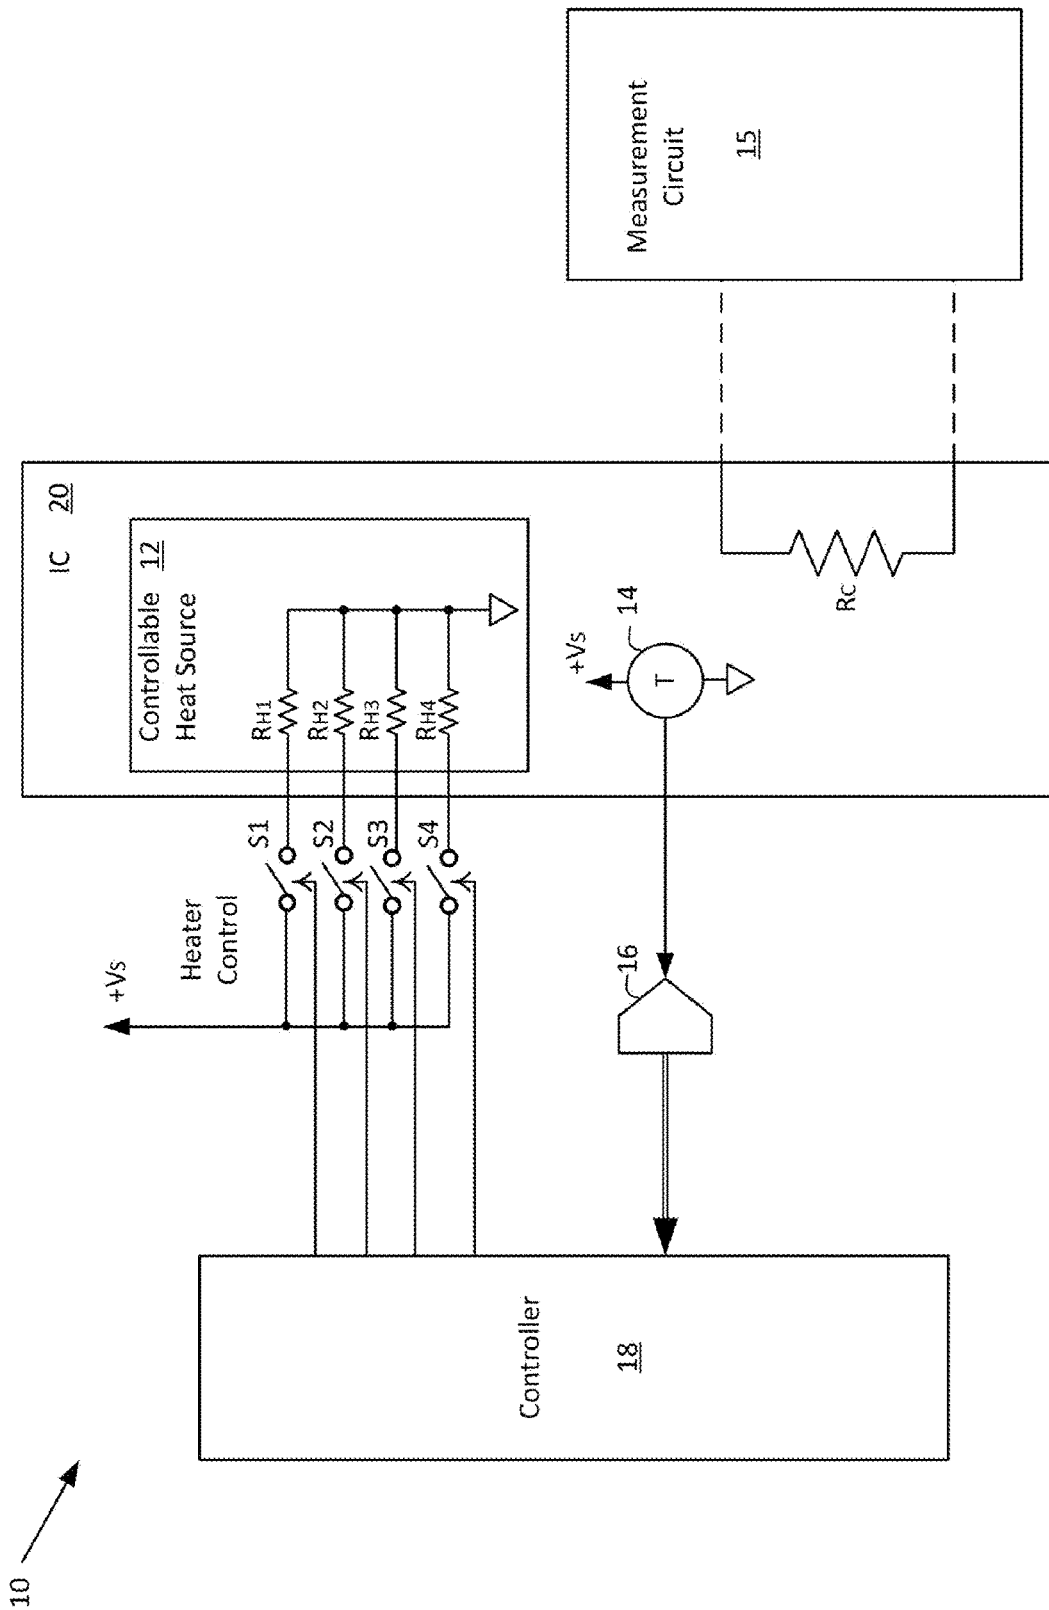 10
Controller
18
+Vs
Heater
Control
S1
S2
S3
S4
16
IC 20
Controllable 12
Heat Source
RH1
RH2
RH3
RH4
+Vs
14
T
RC
Measurement
Circuit
15